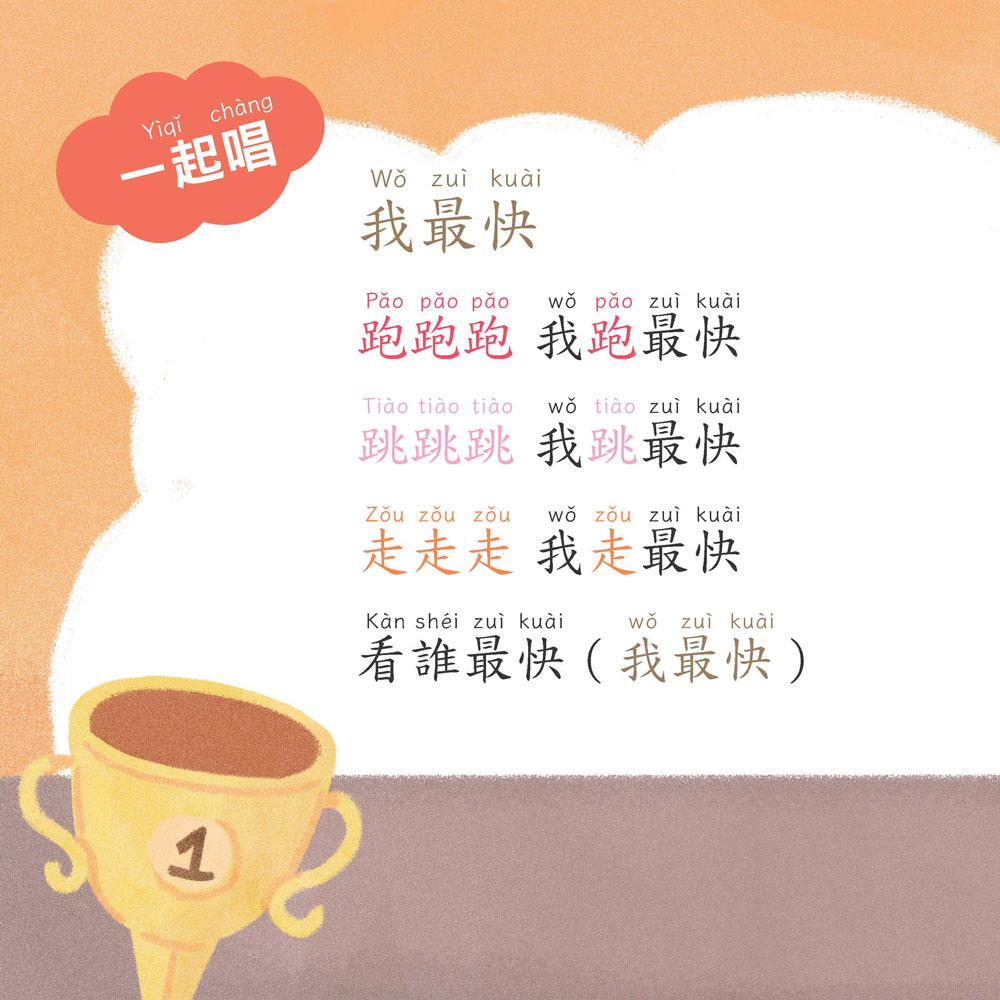 Yìqǐ chàng
一起唱
Wǒ zuì kuài
我最快
Pǎo pǎo pǎo wǒ pǎo zuì kuài
跑跑跑 我跑最快
Tiào tiào tiào wǒ tiào zuì kuài
跳跳跳 我跳最快
Zǒu zǒu zǒu wǒ zǒu zuì kuài
走走走 我走最快
Kàn shéi zuì kuài wǒ zuì kuài
看誰最快(我最快)
1